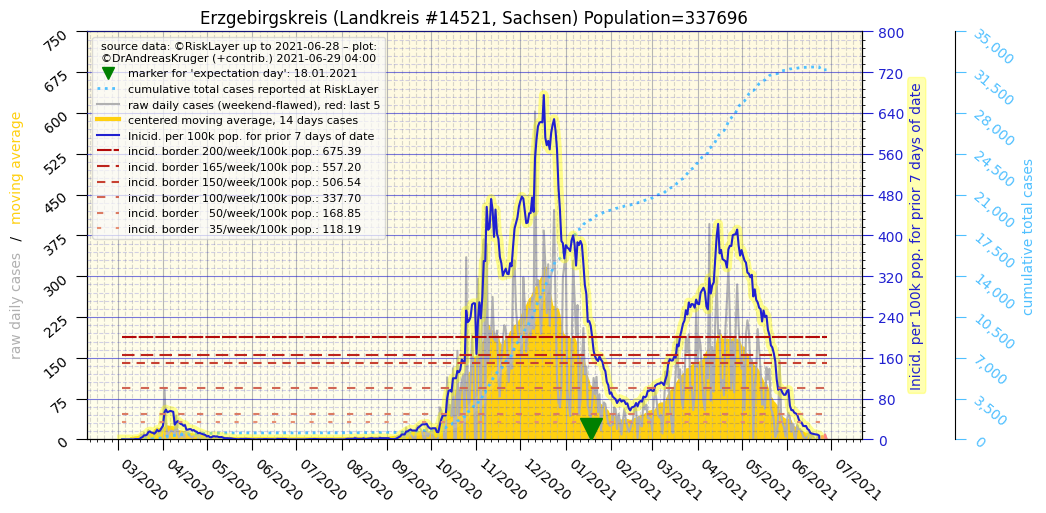 Erzgebirgskreis (Landkreis #14521, Sachsen) Population=337696
source data: ©RiskLayer up to 2021-06-28 – plot:
©DrAndreasKruger (+contrib.) 2021-06-29 04:00
marker for 'expectation day': 18.01.2021
cumulative total cases reported at RiskLayer
raw daily cases (weekend-flawed), red: last 5
centered moving average, 14 days cases
Inicid. per 100k pop. for prior 7 days of date
incid. border 200/week/100k pop.: 675.39
incid. border 165/week/100k pop.: 557.20
incid. border 150/week/100k pop.: 506.54
incid. border 100/week/100k pop.: 337.70
incid. border   50/week/100k pop.: 168.85
incid. border   35/week/100k pop.: 118.19
raw daily cases  /  moving average
750
675
600
525
450
375
300
225
150
75
0
03/2020
04/2020
05/2020
06/2020
07/2020
08/2020
09/2020
10/2020
11/2020
12/2020
01/2021
02/2021
03/2021
04/2021
05/2021
06/2021
07/2021
800
720
640
560
480
400
320
240
160
80
0
Inicid. per 100k pop. for prior 7 days of date
35,000
31,500
28,000
24,500
21,000
17,500
14,000
10,500
7,000
3,500
0
cumulative total cases